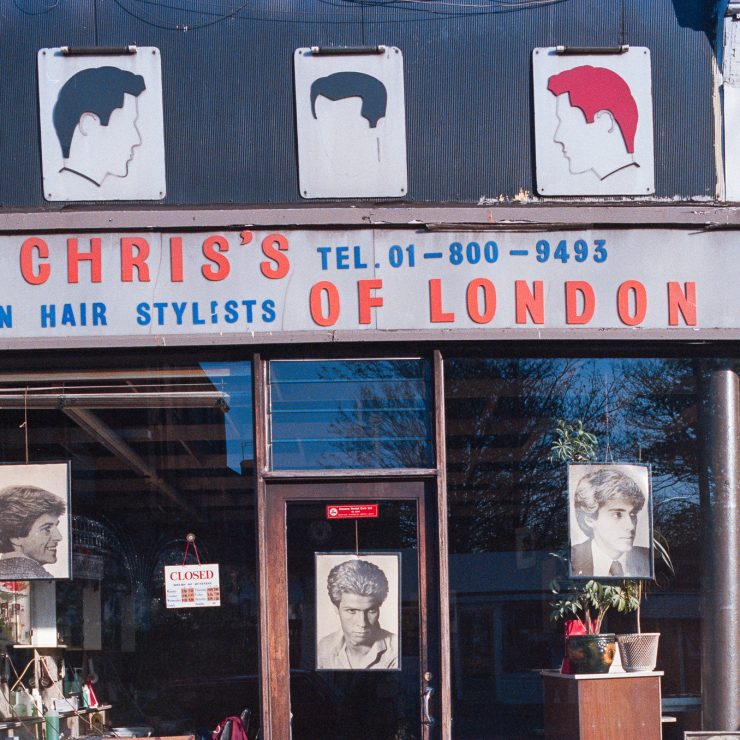 CHRIS'S TEL. 01-800-9493
N HAIR STYLISTS OF LONDON
CLOSED